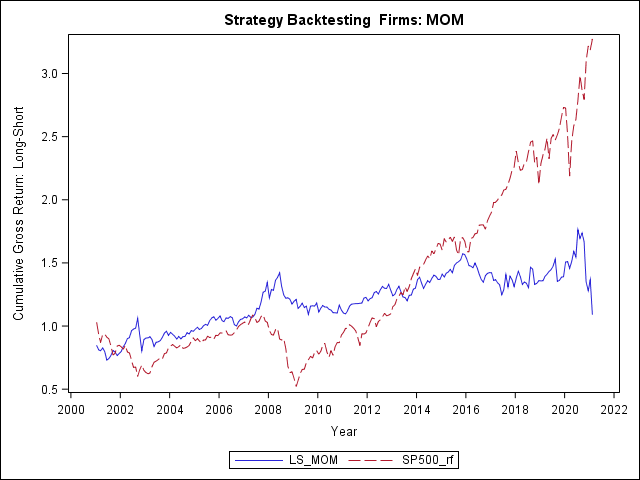 Strategy Backtesting  Firms: MOM
Cumulative Gross Return: Long-Short
3.0
2.5
2.0
1.5
1.0
0.5
2000 2002 2004 2006 2008 2010 2012 2014 2016 2018 2020 2022
Year
LS_MOM SP500_rf